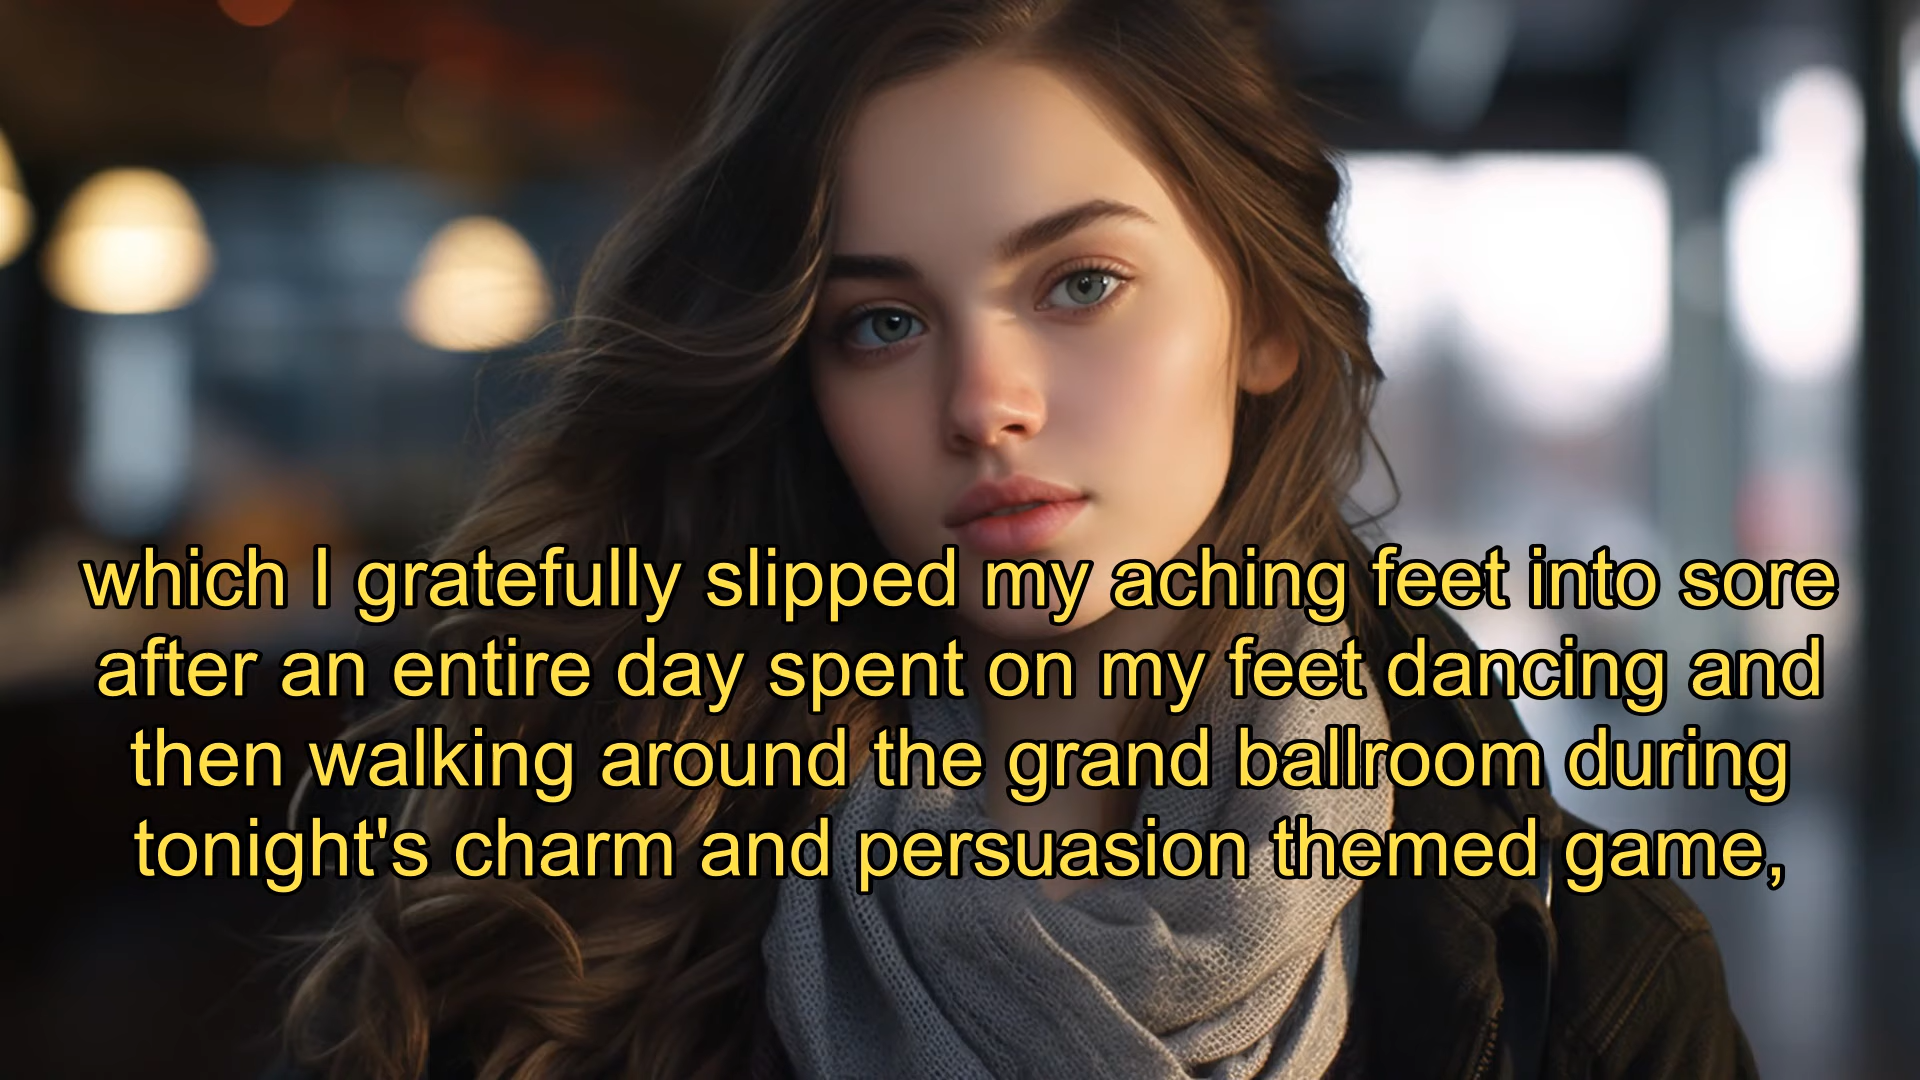 which I gratefully slipped my aching feet into sore
after an entire day spent on my feet dancing and
then walking around the grand ballroom during
tonight's charm and persuasion themed game,